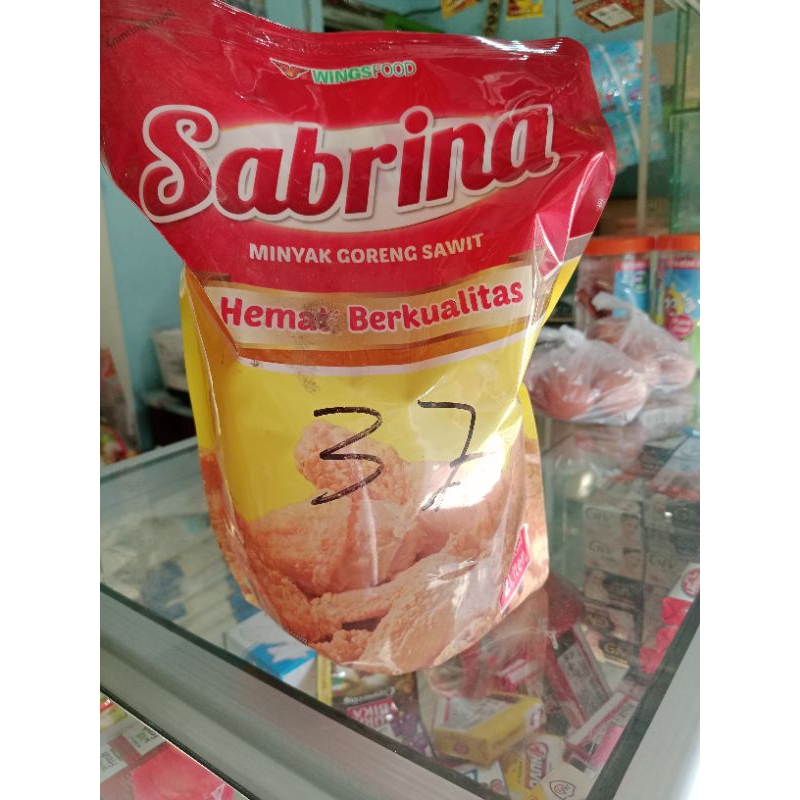 WINGSFOOD
Sabrina
MINYAK GORENG SAWIT
Hemat Berkualitas
37